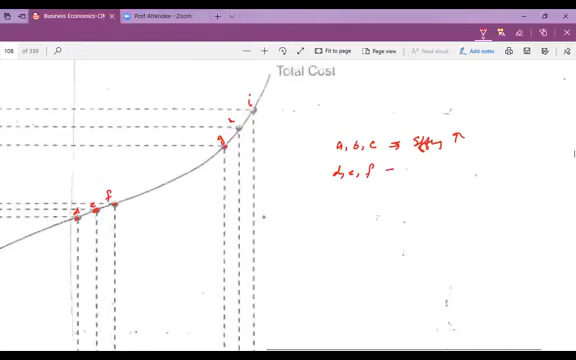 Business Economics-CIM
Post Attendee - Zoom
108 of 339
Fit to page
Page view
Read aloud
Add notes
Total Cost
i
h
g
a, b, c ⇒ ↑
d, e, f –
f
d e